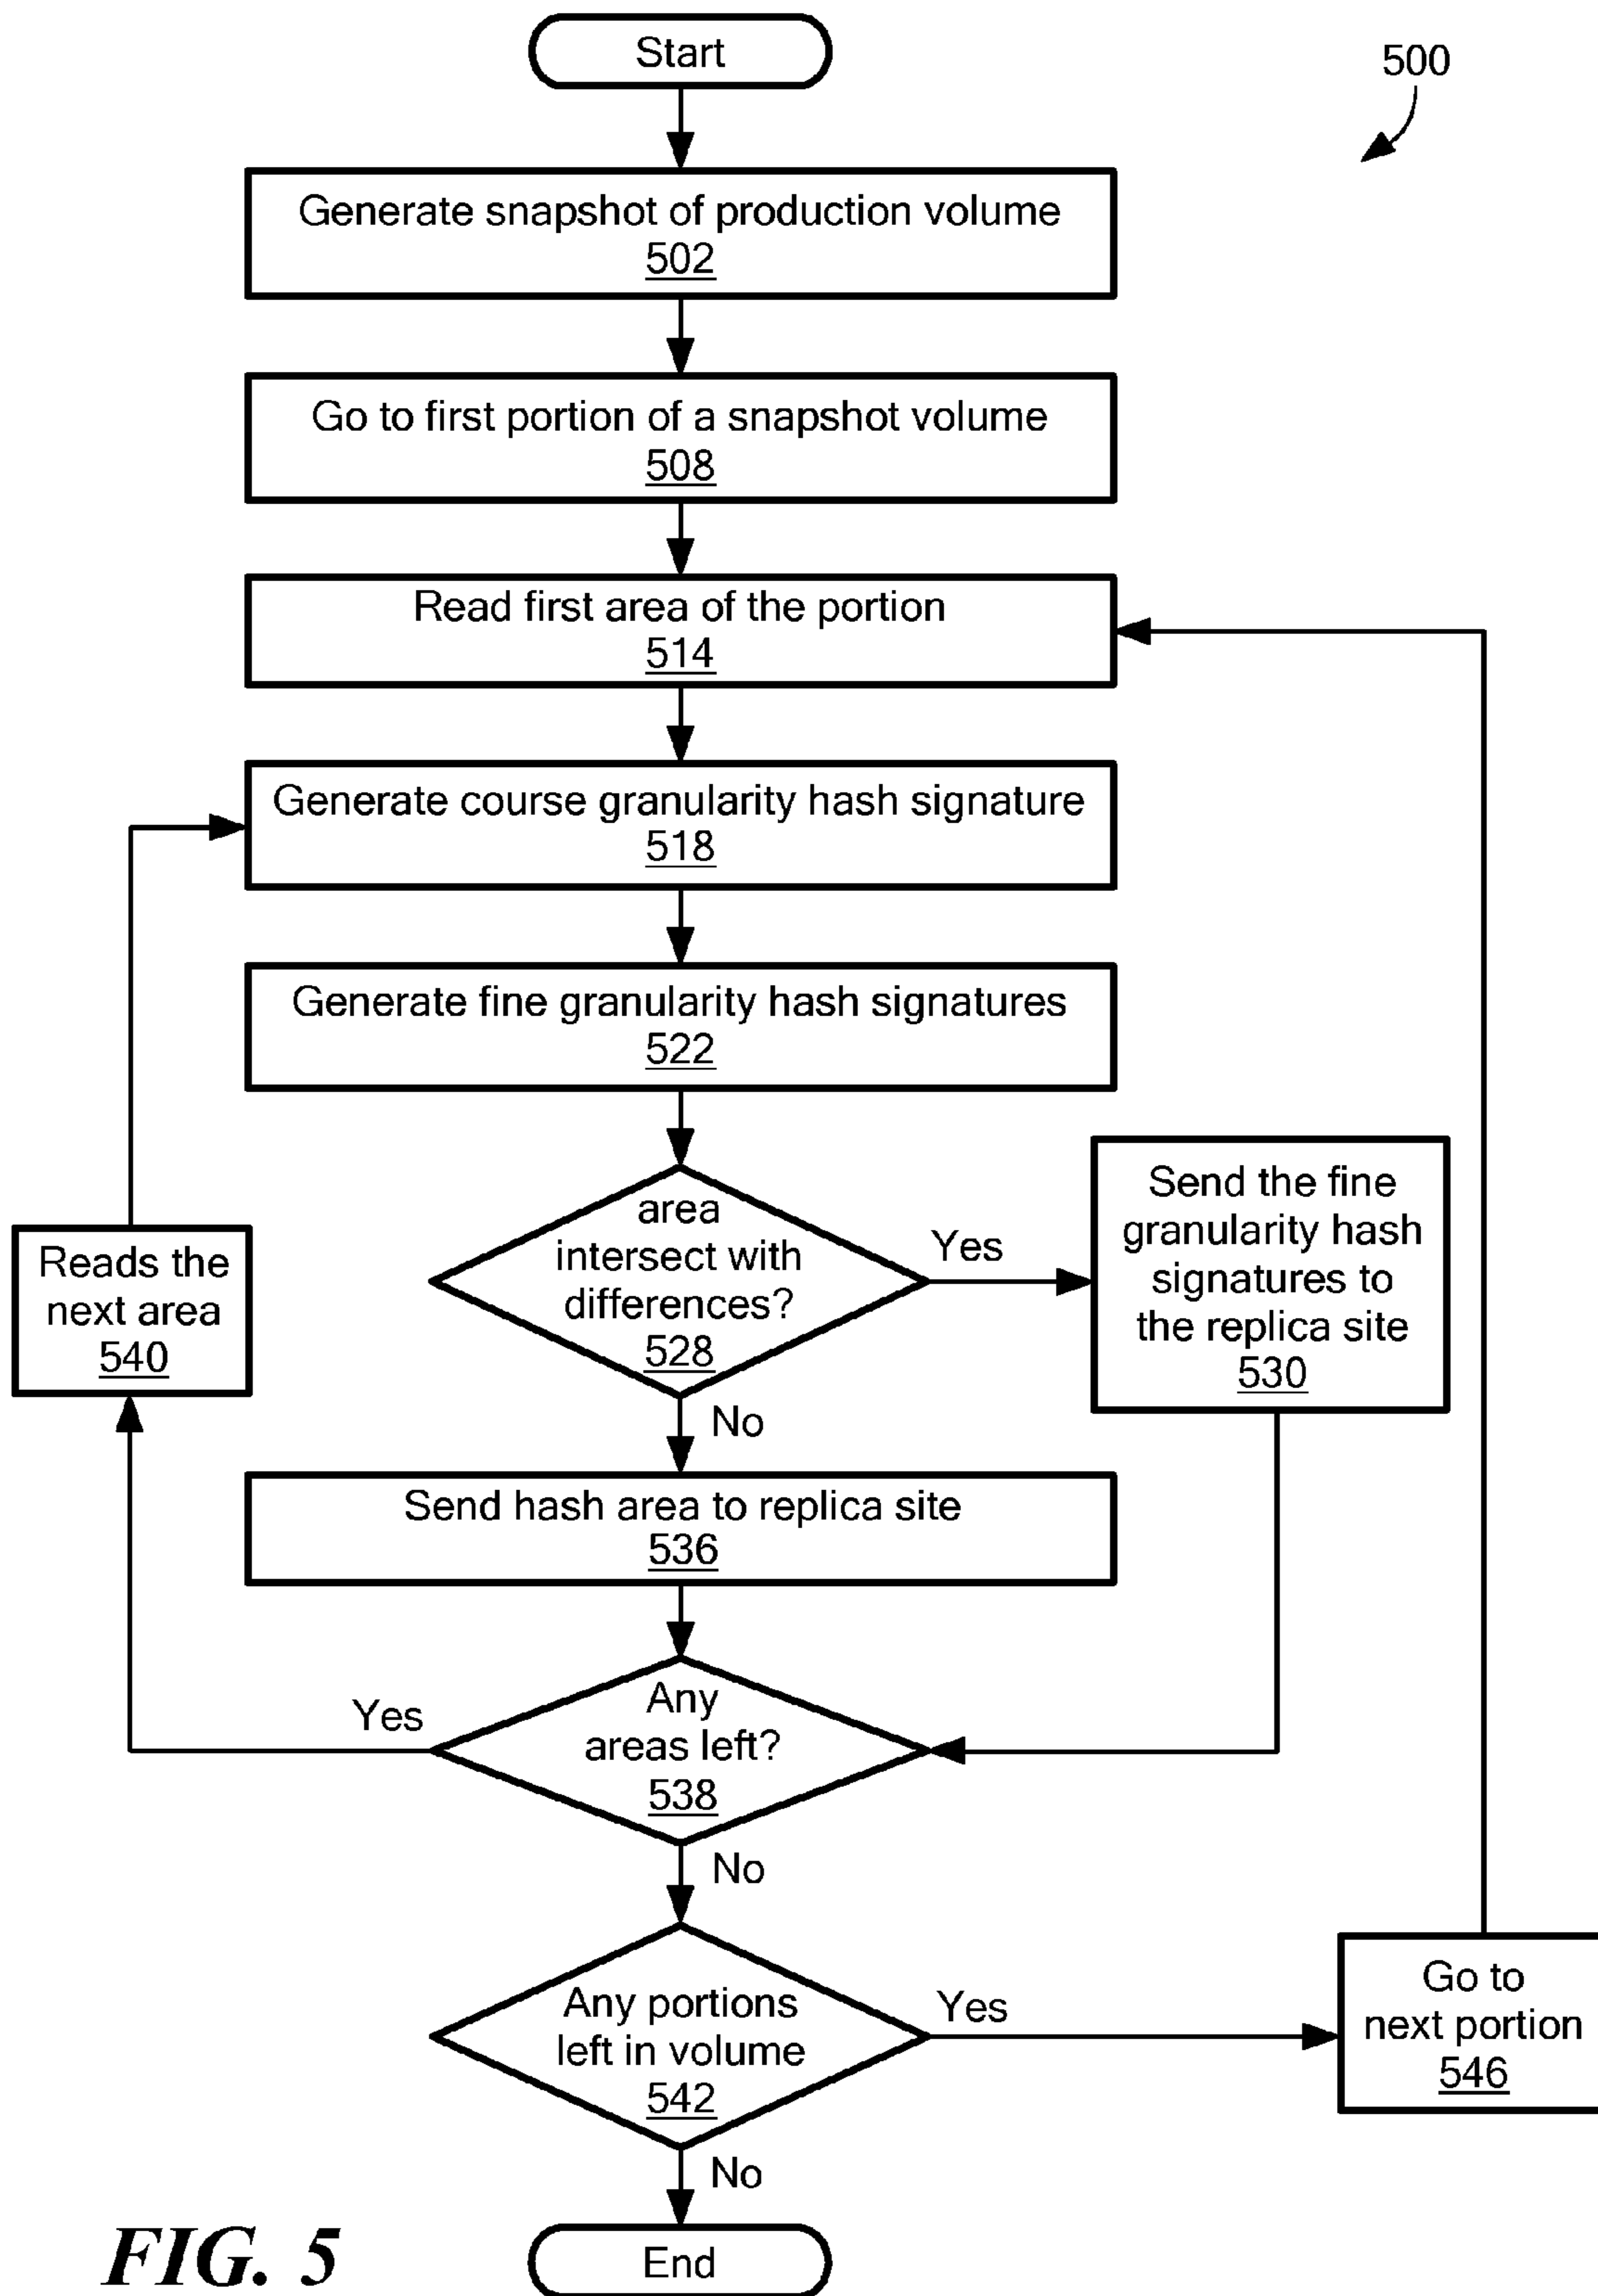 Start
500
Generate snapshot of production volume
502
Go to first portion of a snapshot volume
508
Read first area of the portion
514
Generate course granularity hash signature
518
Generate fine granularity hash signatures
522
area
intersect with
differences?
528
Yes
Send the fine
granularity hash
signatures to
the replica site
530
Reads the
next area
540
No
Send hash area to replica site
536
Any
areas left?
538
Yes
No
Any portions
left in volume
542
Yes
Go to
next portion
546
No
End
FIG. 5